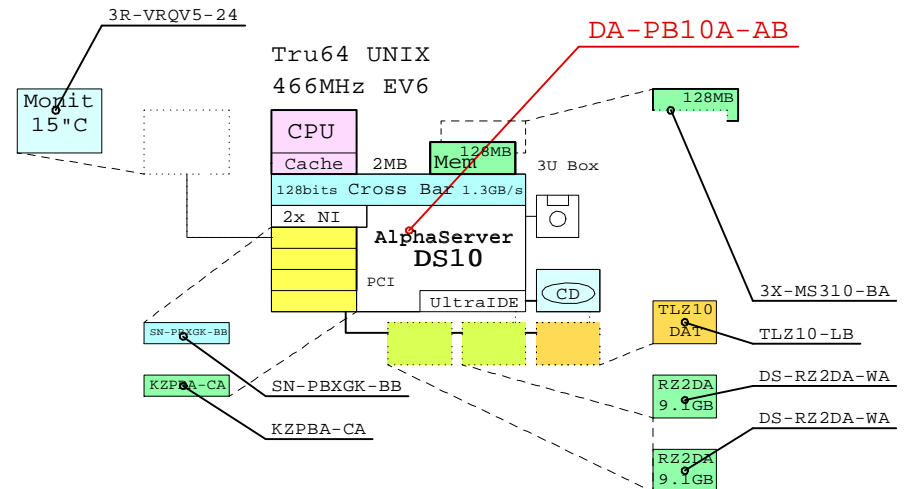 3R-VRQV5-24
DA-PB10A-AB
Tru64 UNIX
466MHz EV6
Monit
15"C
128MB
CPU
128MB
Cache
2MB
Mem
3U Box
128bits Cross Bar 1.3GB/s
2x NI
AlphaServer
DS10
PCI
UltraIDE
CD
3X-MS310-BA
SN-PBXGK-BB
TLZ10
DAT
TLZ10-LB
KZPBA-CA
SN-PBXGK-BB
RZ2DA
9.1GB
DS-RZ2DA-WA
KZPBA-CA
DS-RZ2DA-WA
RZ2DA
9.1GB